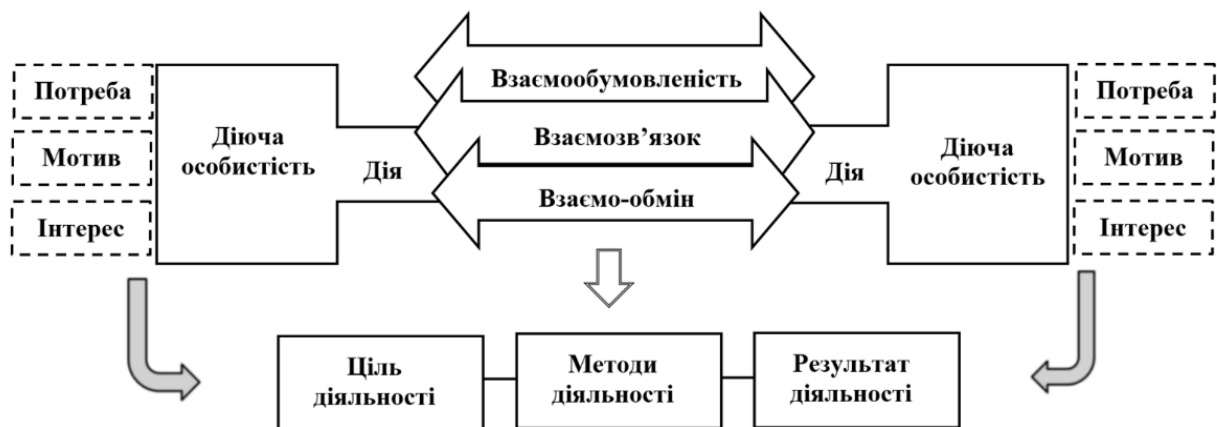 Потреба
Мотив
Інтерес
Діюча
особистість
Дія
Взаємообумовленість
Взаємозв’язок
Взаємо-обмін
Дія
Діюча
особистість
Потреба
Мотив
Інтерес
Ціль
діяльності
Методи
діяльності
Результат
діяльності